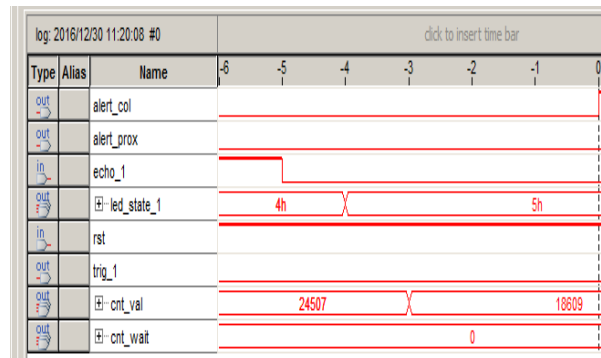 log: 2016/12/30 11:20:08 #0 click to insert time bar
Type Alias Name -6 -5 -4 -3 -2 -1 0
out alert_col
out alert_prox
in echo_1
out led_state_1 4h 5h
in rst
out trig_1
out cnt_val 24507 18609
out cnt_wait 0